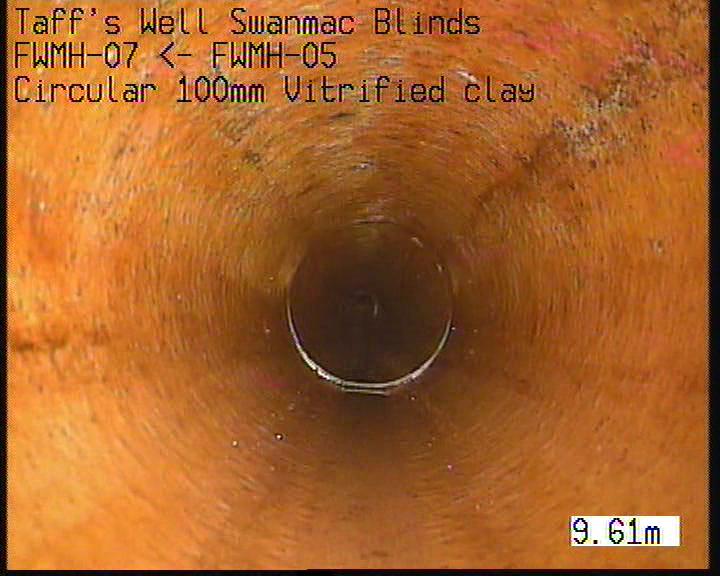 Taff's Well Swanmac Blinds
FWMH-07 <- FWMH-05
Circular 100mm Vitrified clay
9.61m